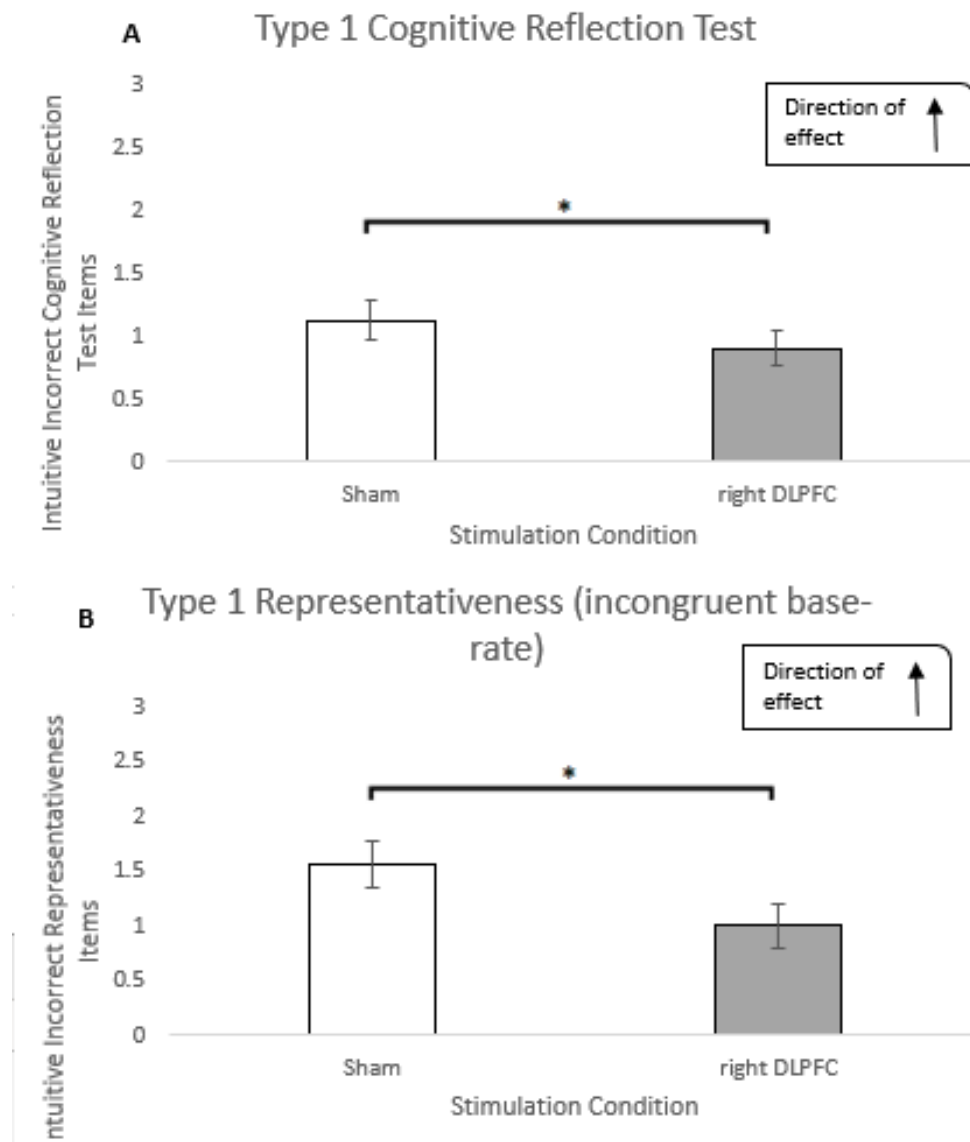 A
Type 1 Cognitive Reflection Test
Intuitive Incorrect Cognitive Reflection
Test Items
3
2.5
2
1.5
1
0.5
0
Direction of
effect
*
Sham
right DLPFC
Stimulation Condition
B
Type 1 Representativeness (incongruent base-
rate)
ntuitive Incorrect Representativeness
Items
3
2.5
2
1.5
1
0.5
0
Direction of
effect
*
Sham
right DLPFC
Stimulation Condition